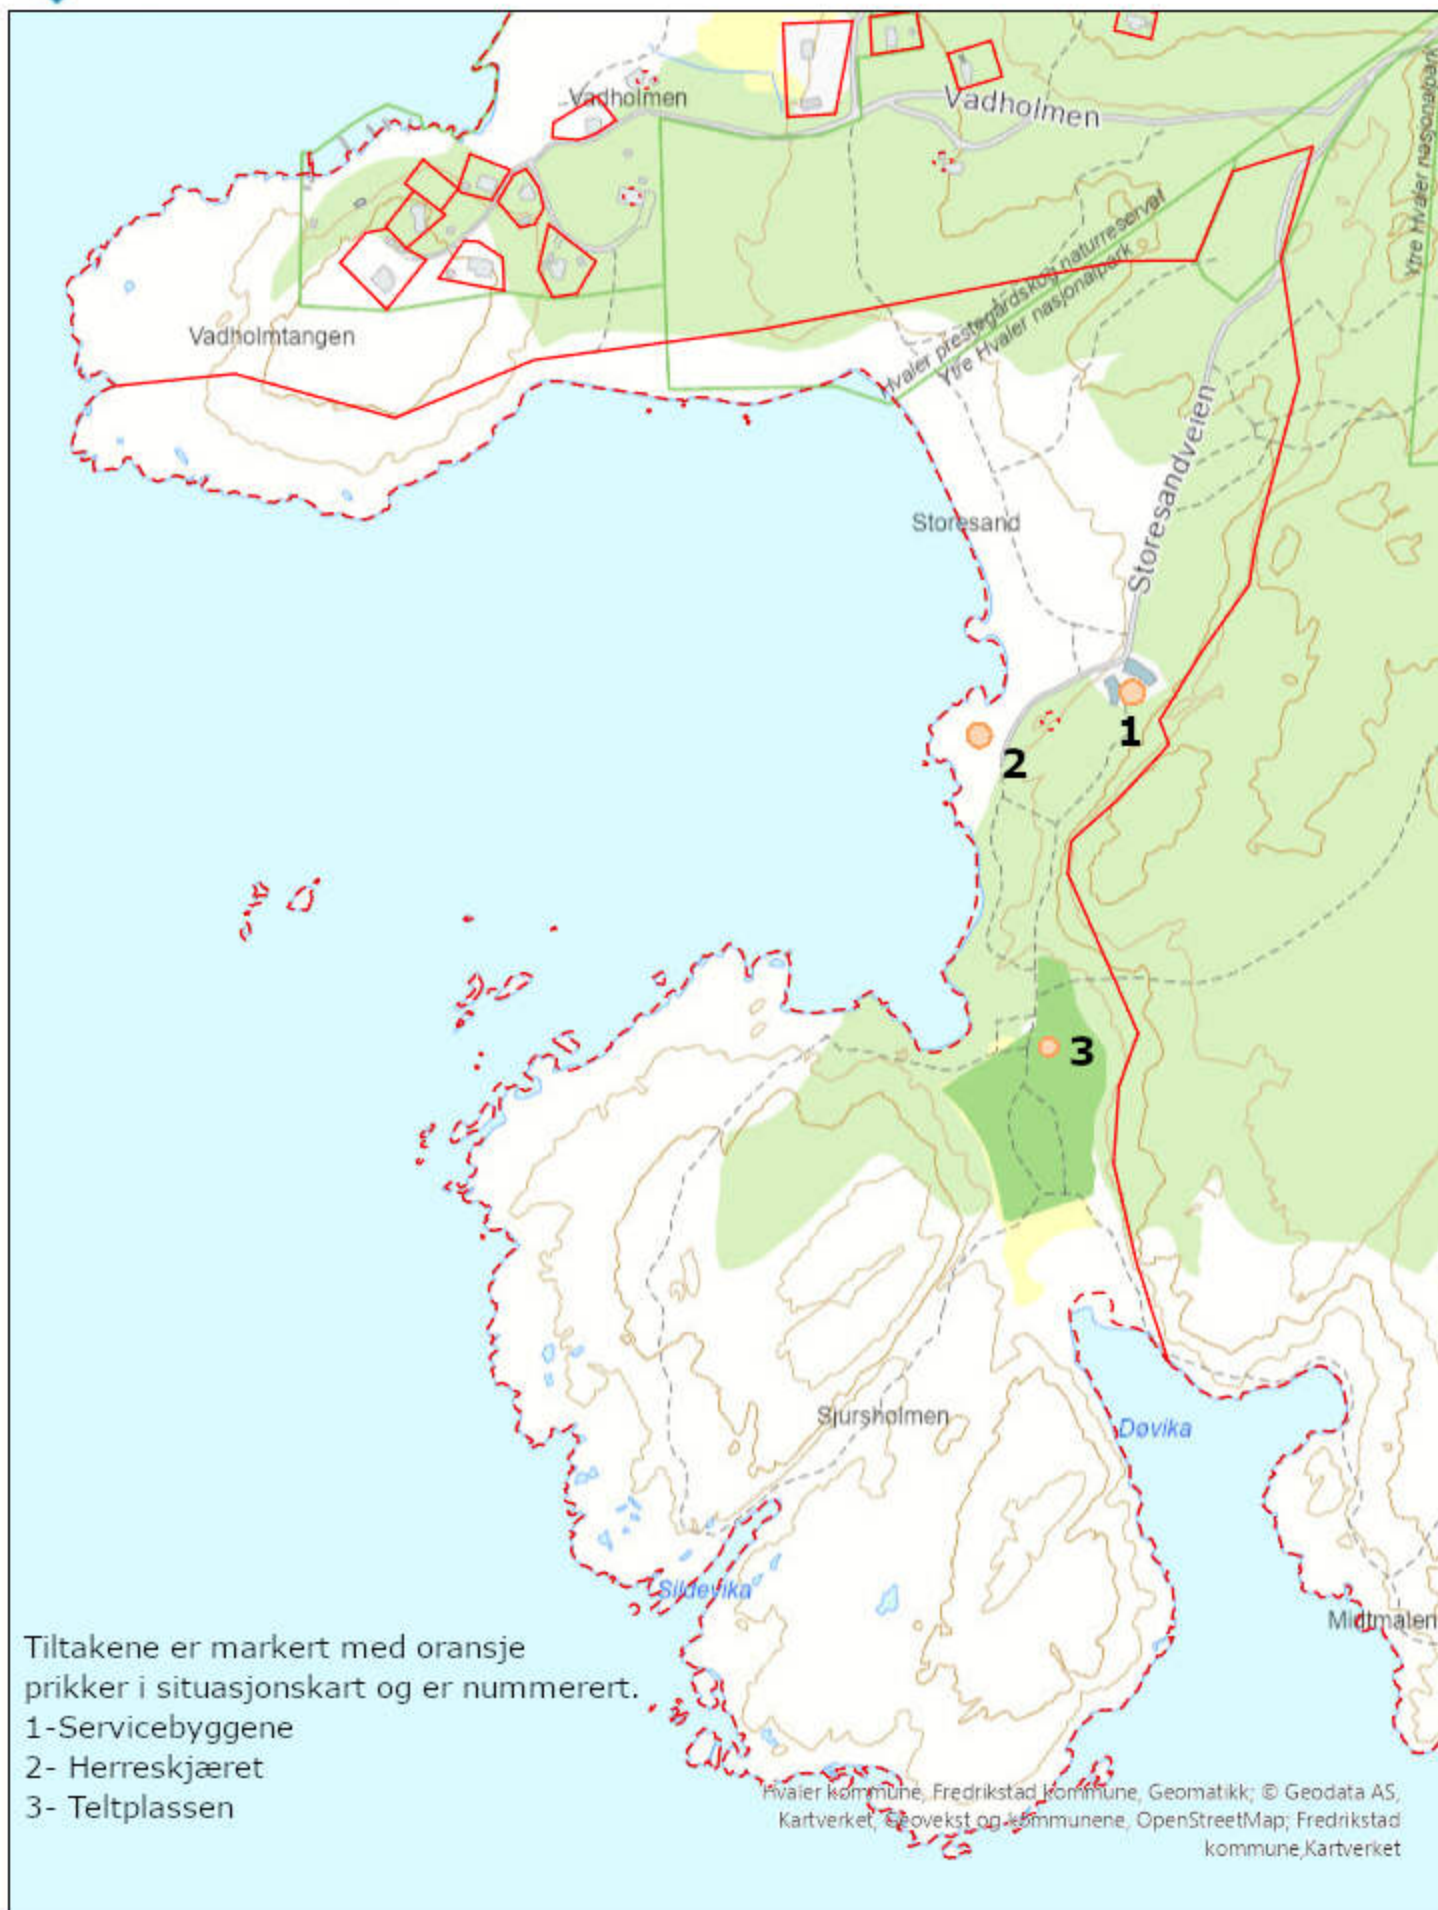 Vadholmen
Vadholmen
Ytre Hvaler nasjonalpark
Hvaler prestegårdskog naturreservat
Ytre Hvaler nasjonalpark
Vadholmtangen
Storesandveien
Storesand
1
2
3
Sjursholmen
Døvika
Sildevika
Midtmalen
Tiltakene er markert med oransje
prikker i situasjonskart og er nummerert.
1-Servicebyggene
2- Herreskjæret
3- Teltplassen
Hvaler kommune, Fredrikstad kommune, Geomatikk; © Geodata AS,
Kartverket, Geovekst og kommunene, OpenStreetMap; Fredrikstad
kommune,Kartverket